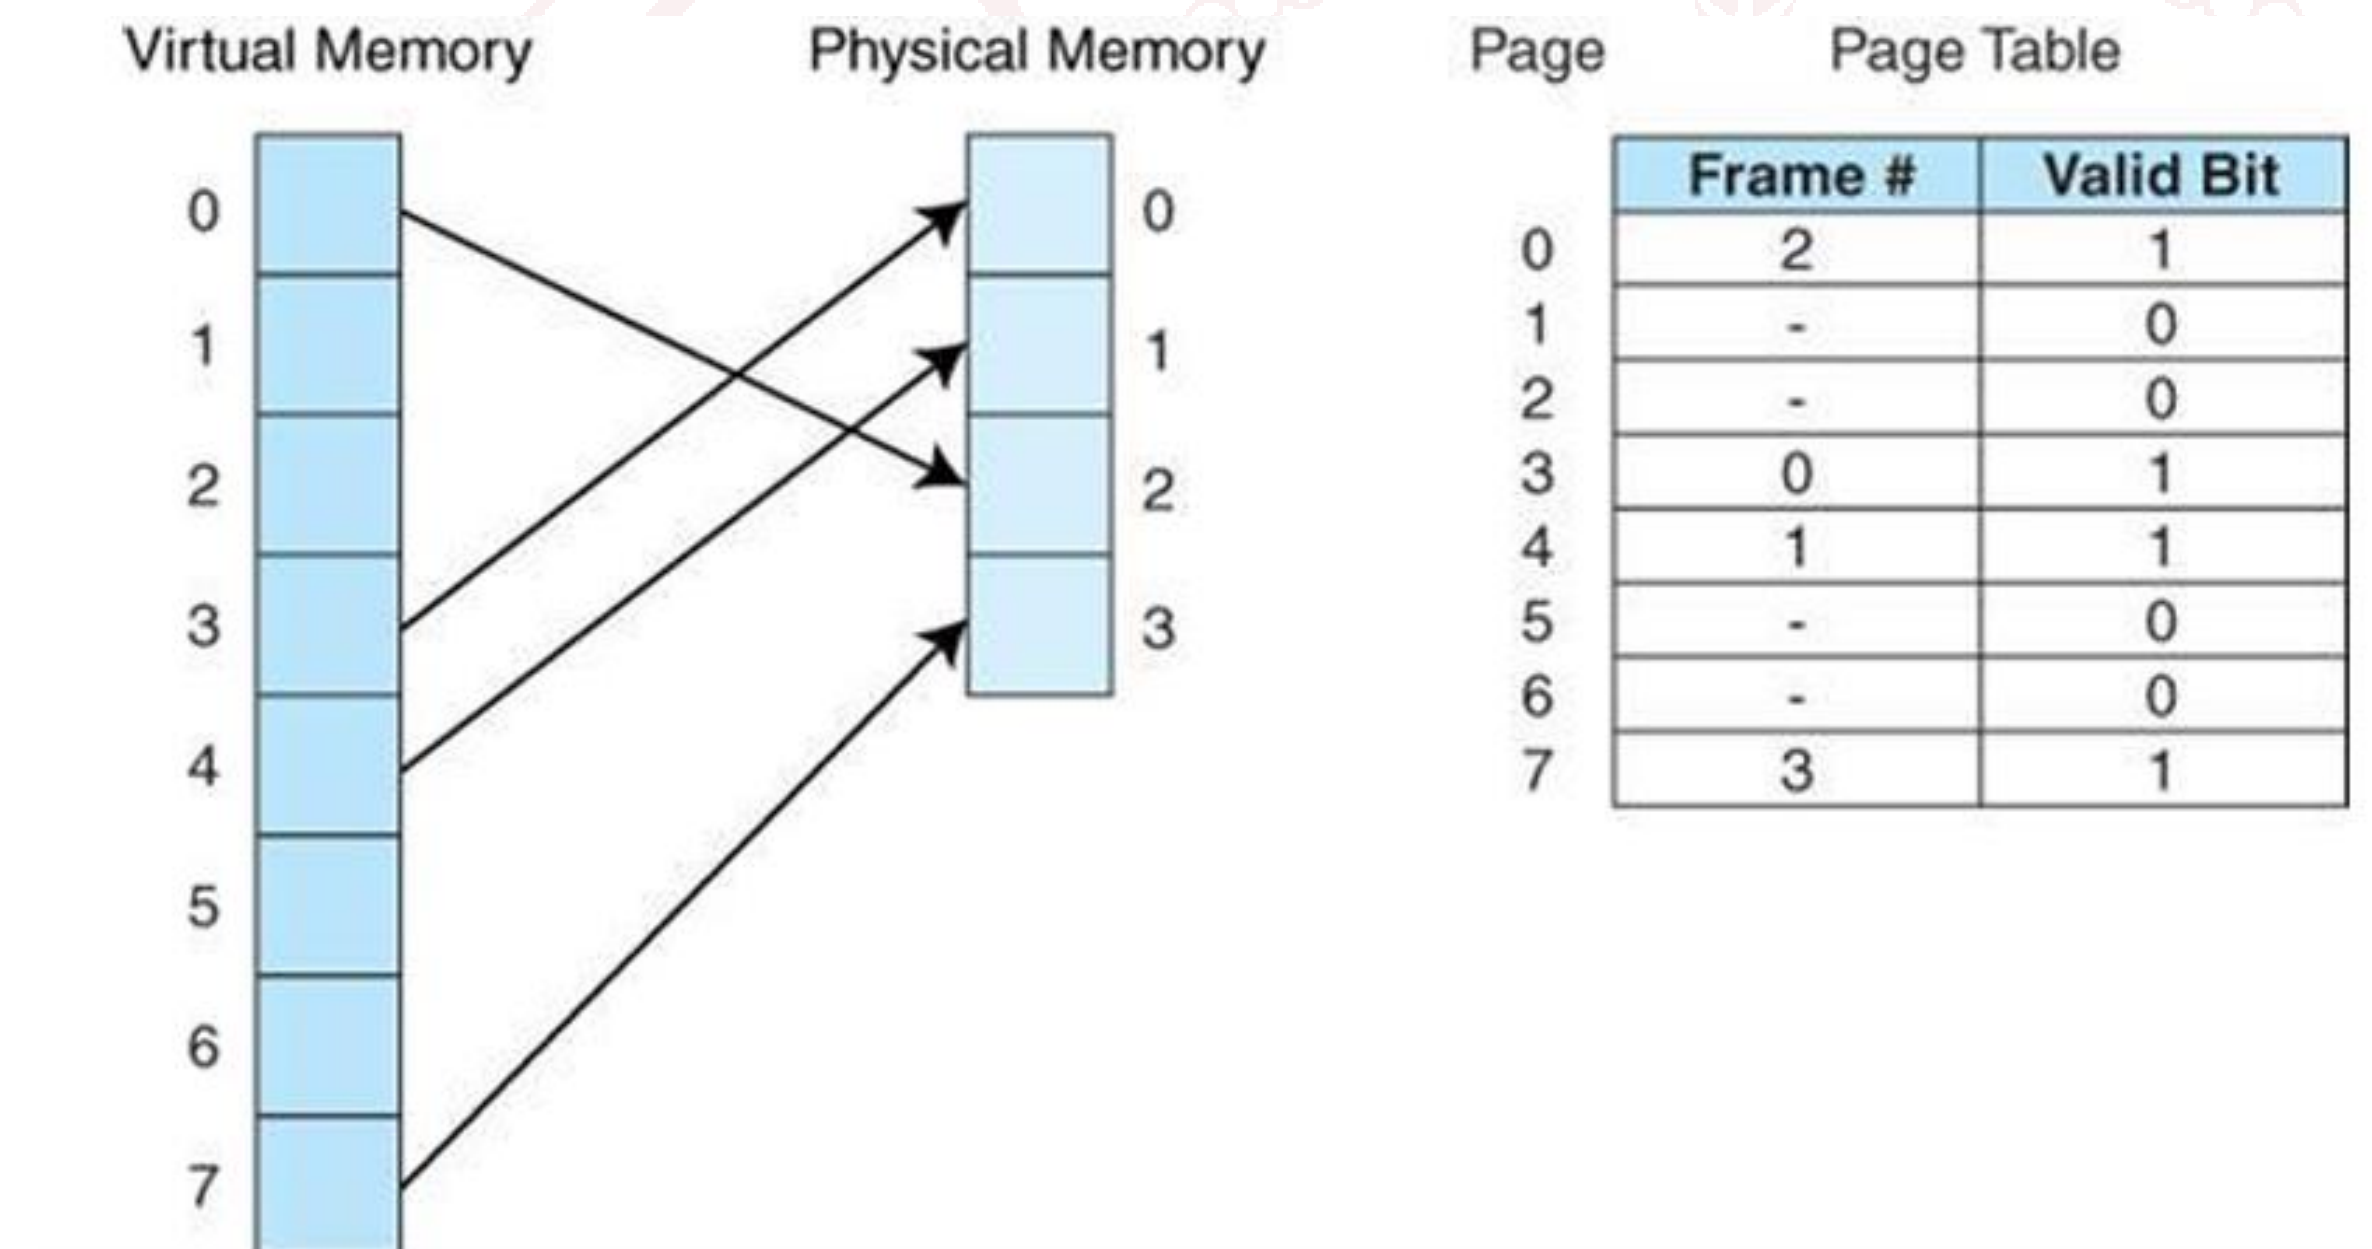 Virtual Memory
0
1
2
3
4
5
6
7
Physical Memory
0
1
2
3
Page Page Table
Frame # Valid Bit
0 2 1
1 - 0
2 - 0
3 0 1
4 1 1
5 - 0
6 - 0
7 3 1